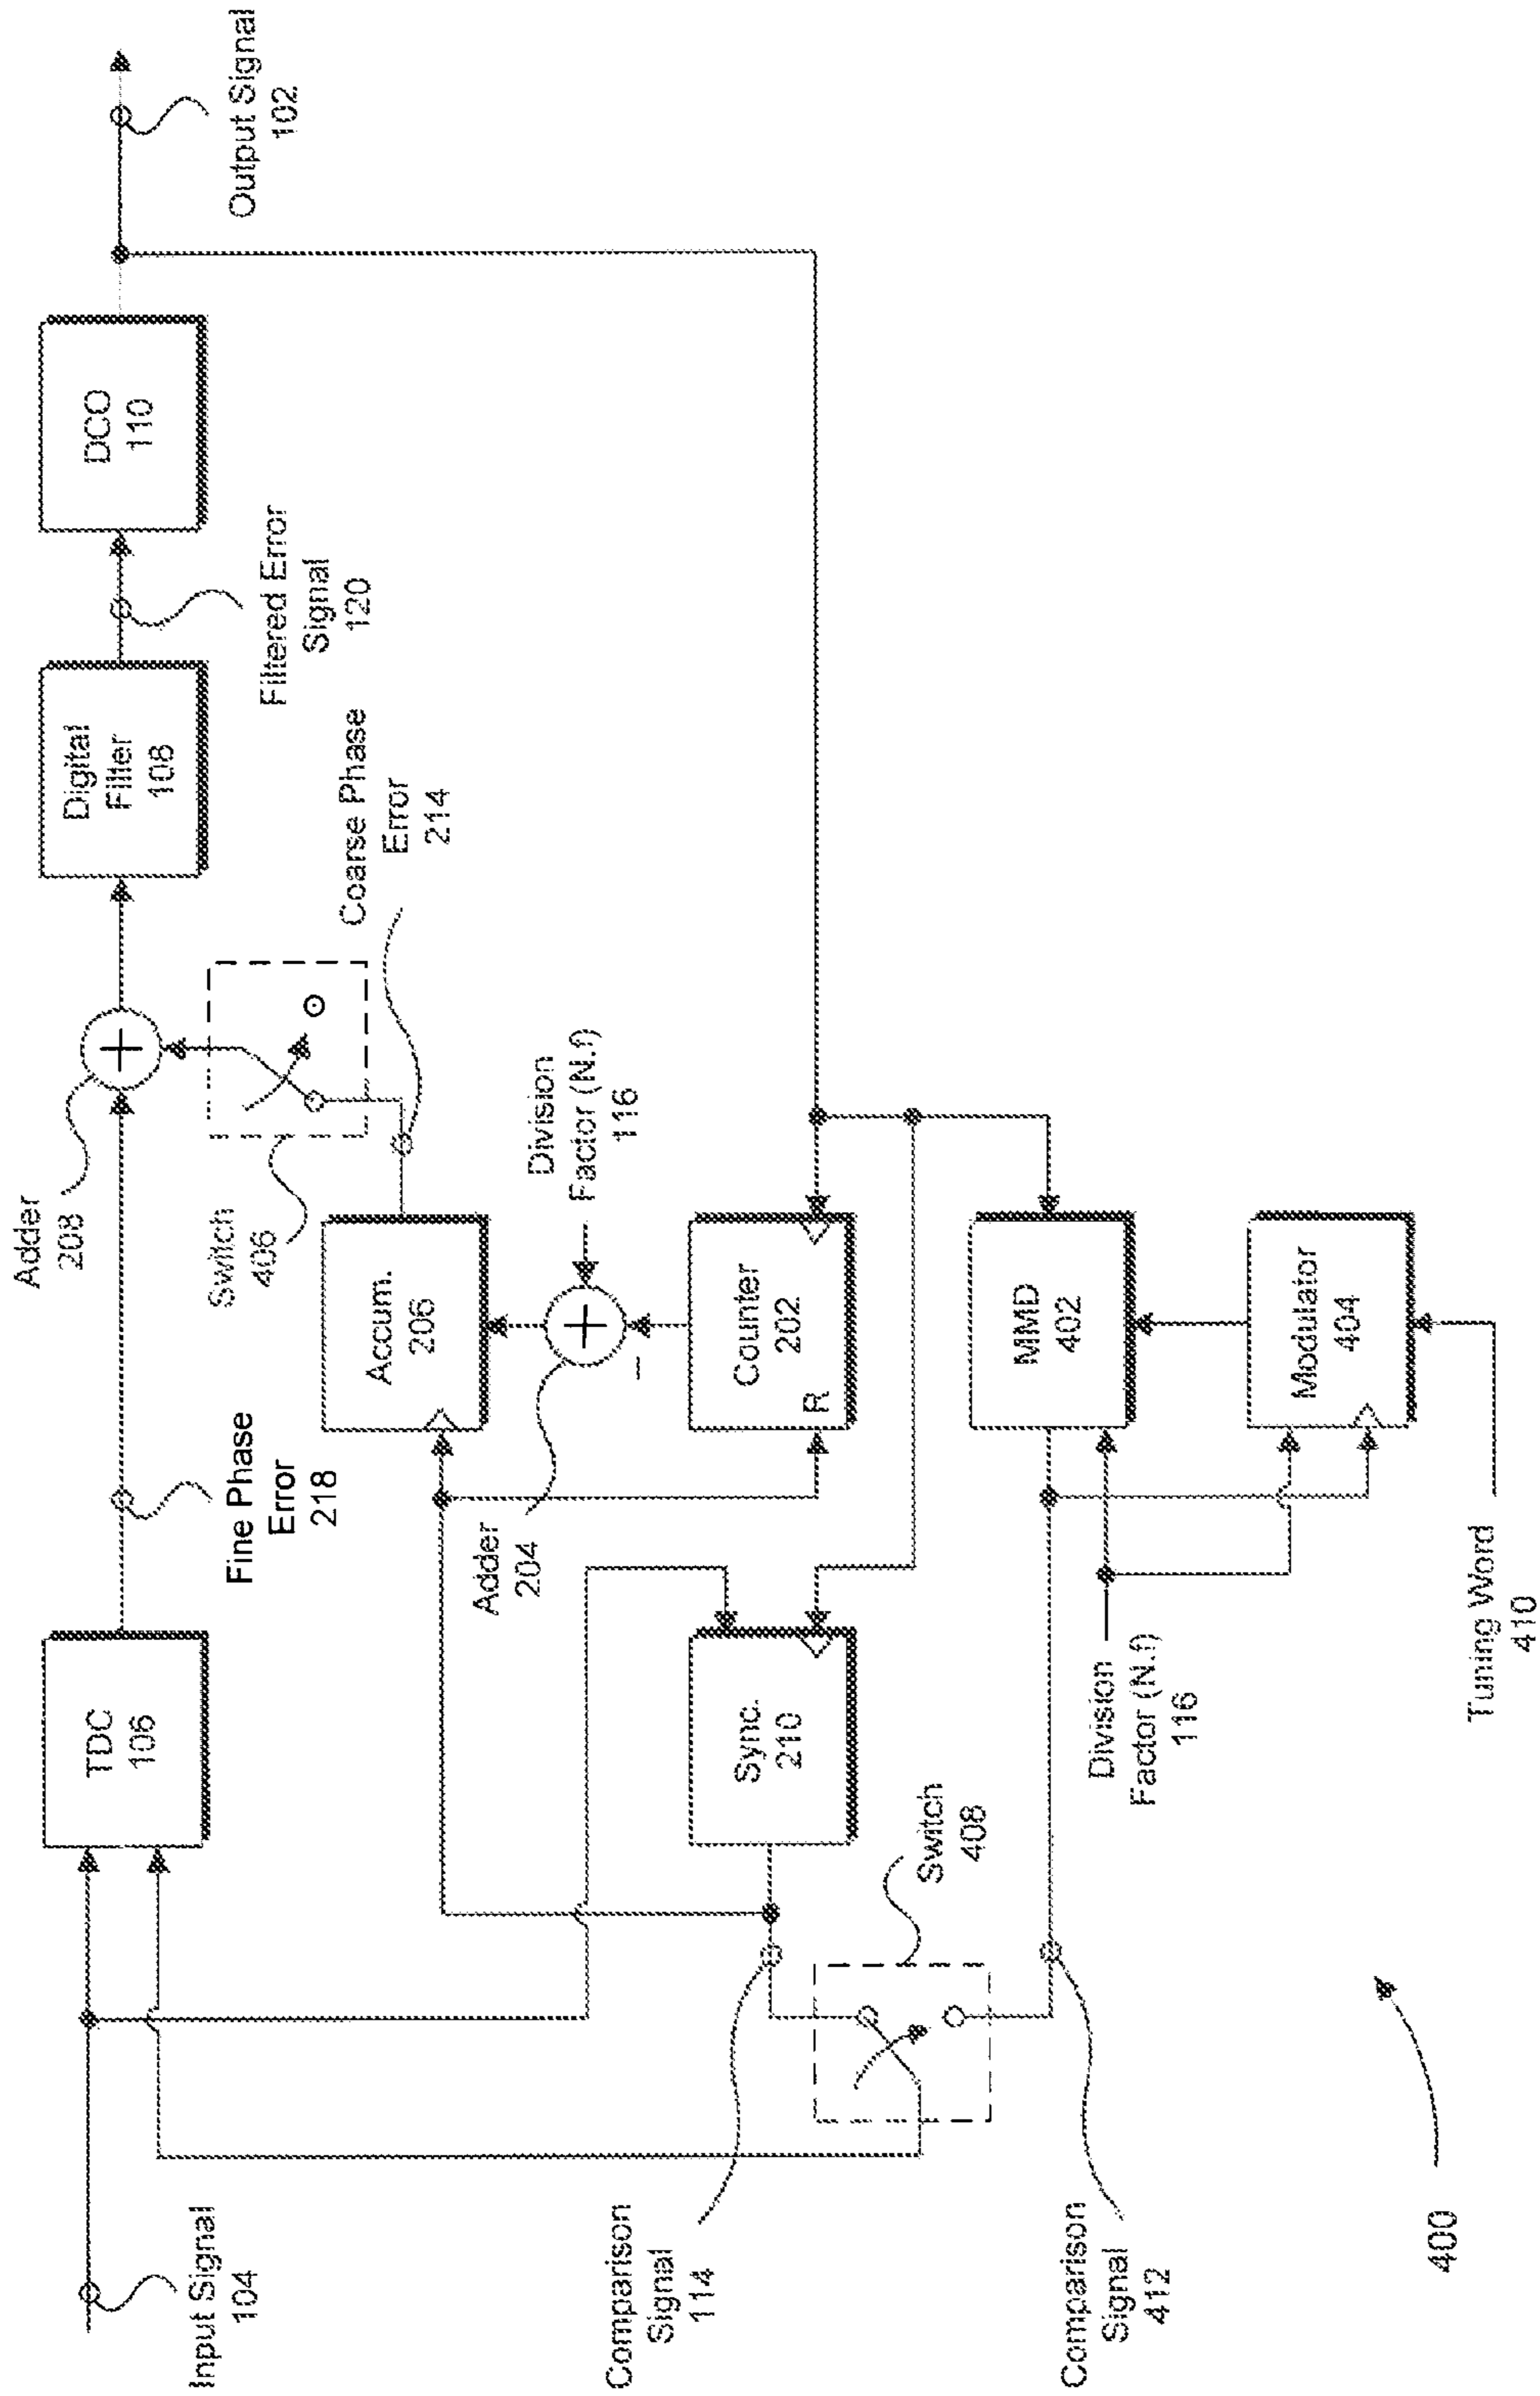 Input Signal
104
TDC
106
Fine Phase
Error
218
Adder
208
Digital
Filter
108
Filtered Error
Signal
120
DCO
110
Output Signal
102
Switch
406
Coarse Phase
Error
214
Accum.
206
Adder
204
+
+
−
Division
Factor (N.f)
116
Counter
202
R
Sync.
210
Comparison
Signal
114
Switch
408
MMD
402
Modulator
404
Division
Factor (N.f)
116
Comparison
Signal
412
Tuning Word
410
400